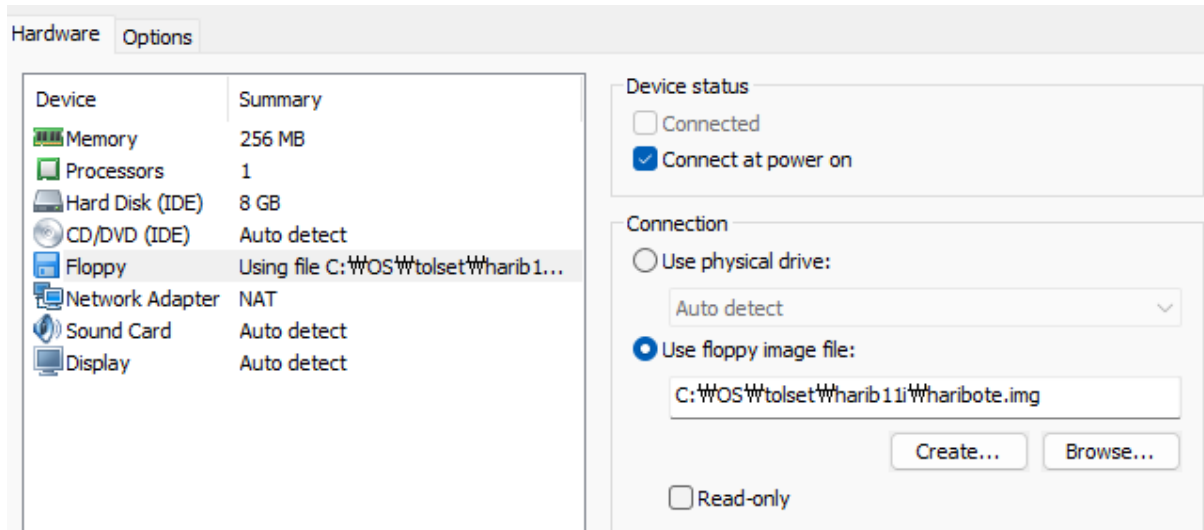 Hardware Options
Device Summary
Memory 256 MB
Processors 1
Hard Disk (IDE) 8 GB
CD/DVD (IDE) Auto detect
Floppy Using file C:₩OS₩tolset₩harib1...
Network Adapter NAT
Sound Card Auto detect
Display Auto detect
Device status
Connected
Connect at power on
Connection
Use physical drive:
Auto detect
Use floppy image file:
C:₩OS₩tolset₩harib11i₩haribote.img
Create... Browse...
Read-only